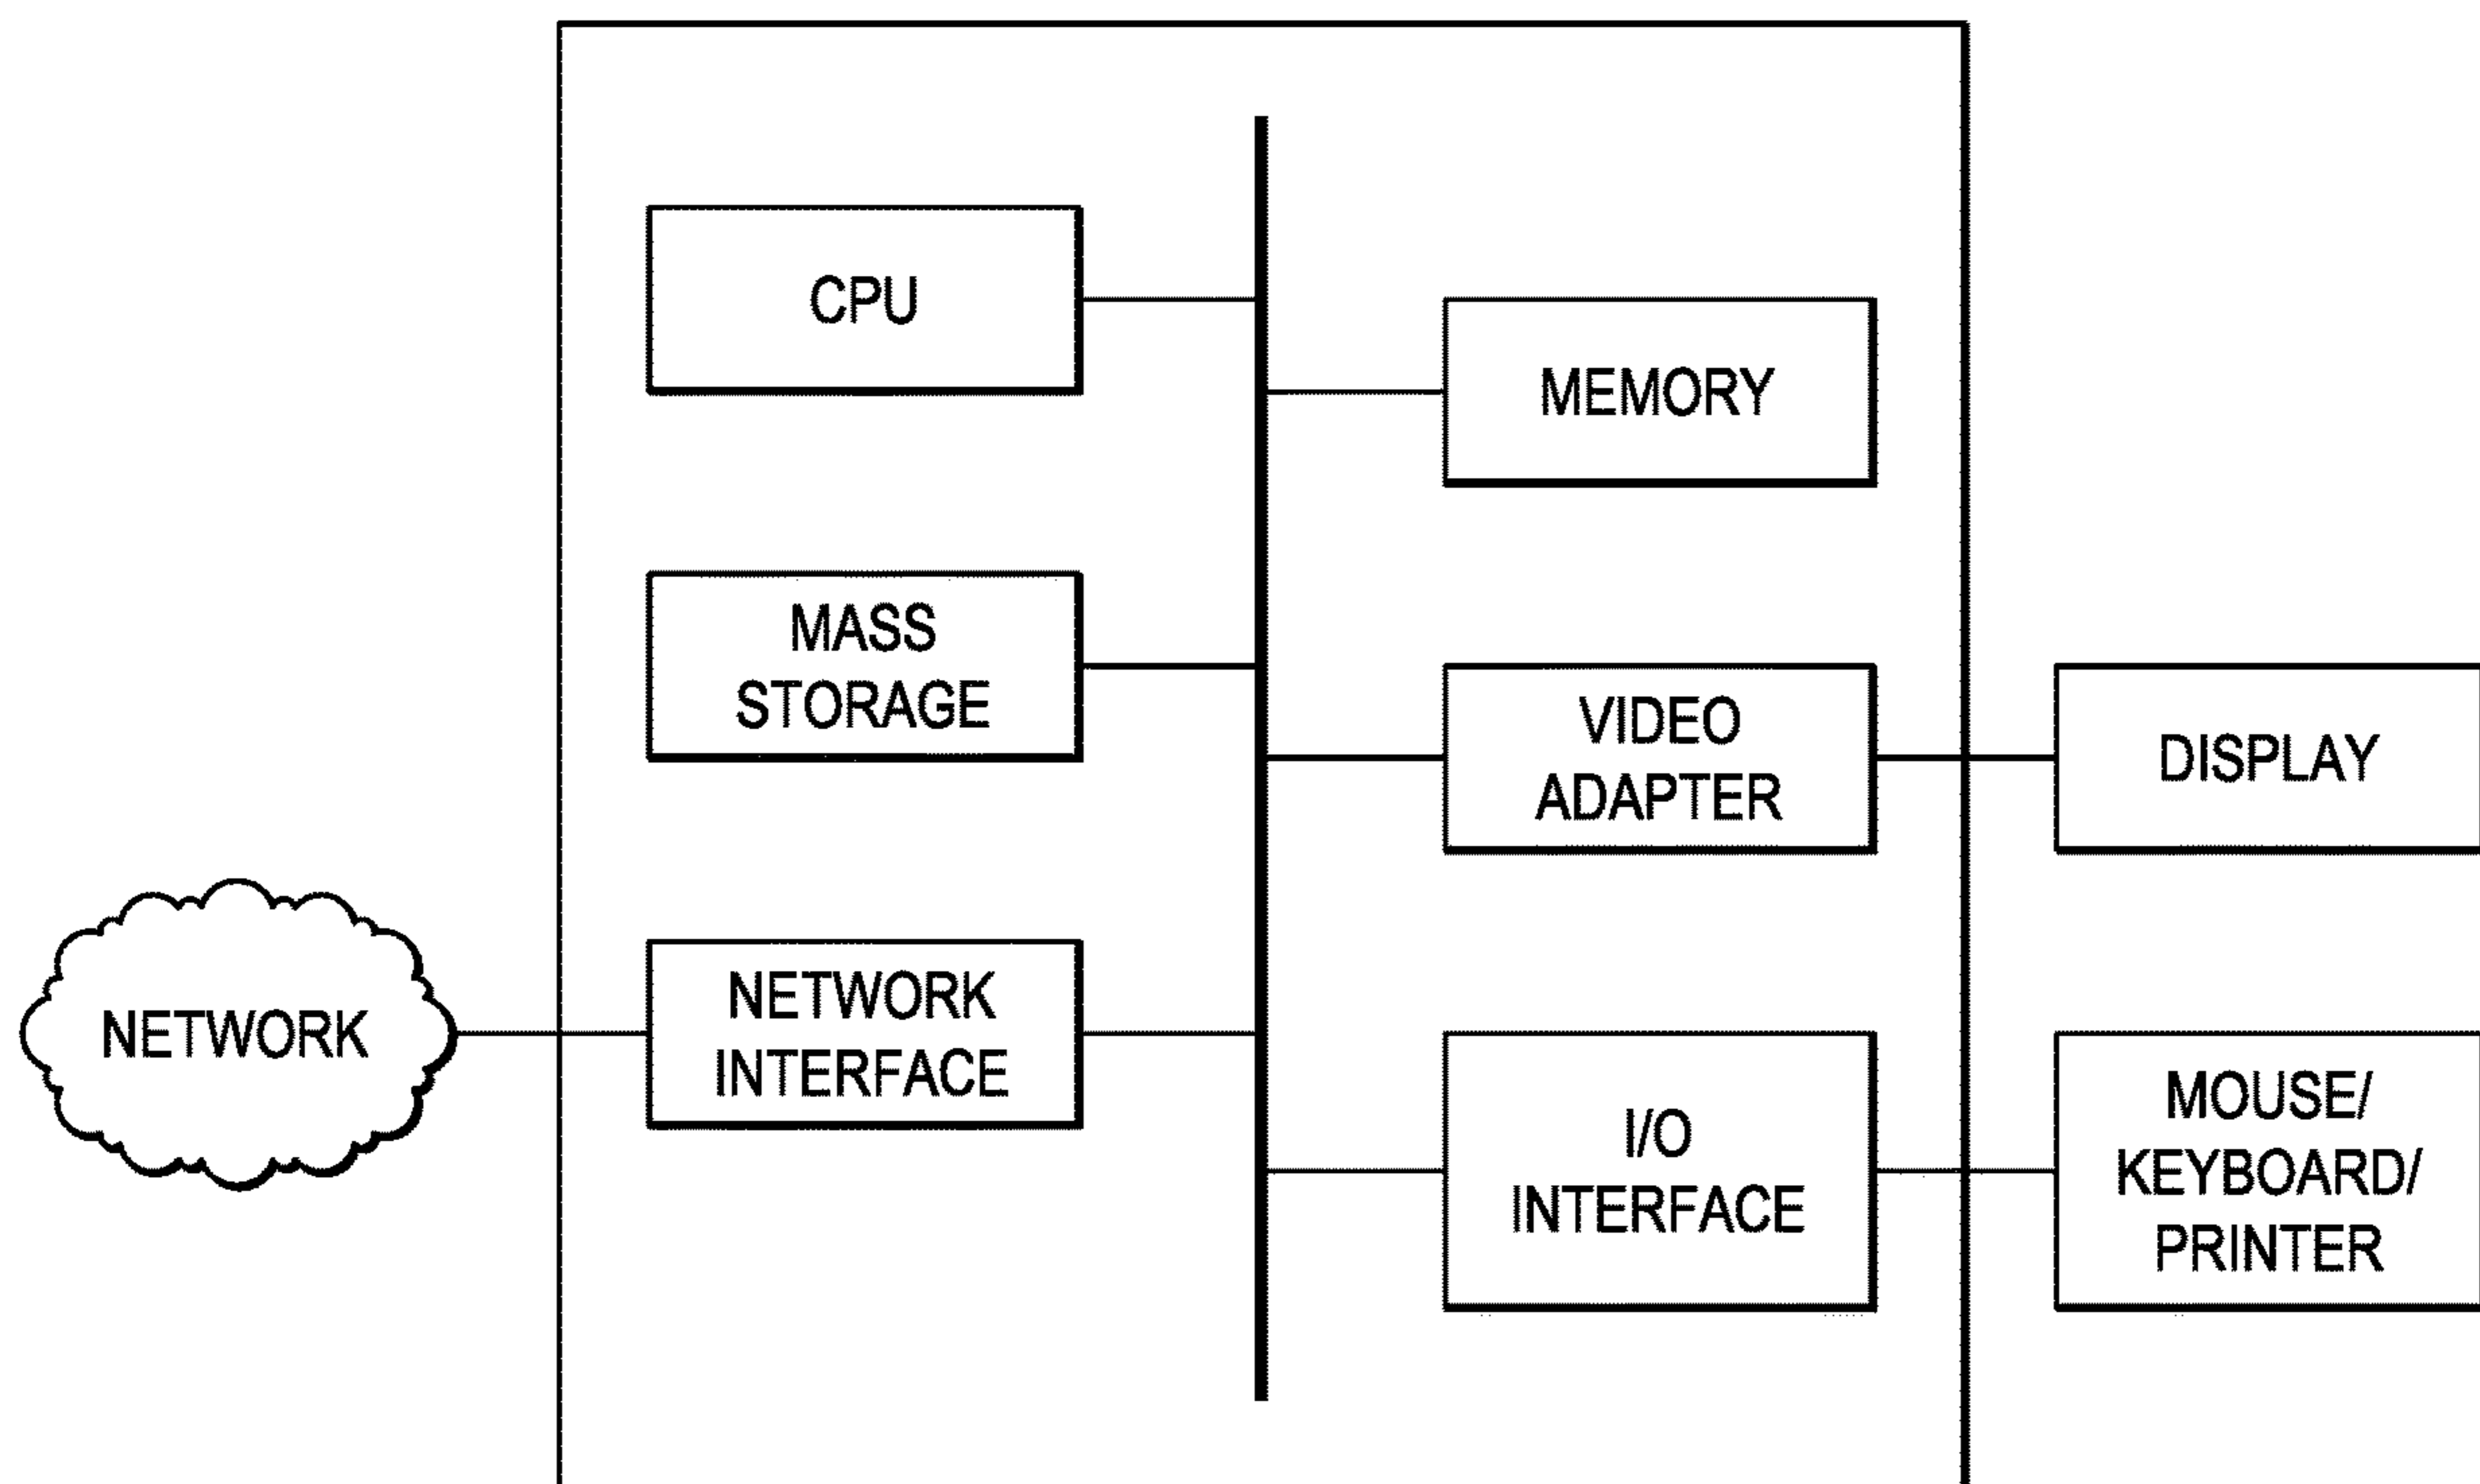 CPU
MEMORY
MASS
STORAGE
VIDEO
ADAPTER
DISPLAY
NETWORK
NETWORK
INTERFACE
I/O
INTERFACE
MOUSE/
KEYBOARD/
PRINTER